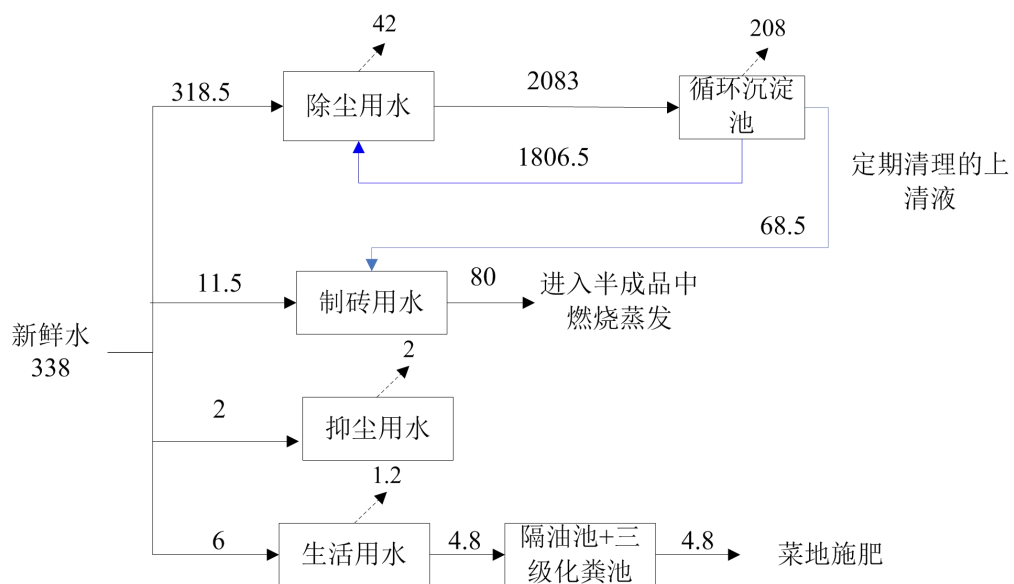 42
208
318.5
除尘用水
2083
循环沉淀
池
1806.5
定期清理的上
清液
68.5
11.5
制砖用水
80
进入半成品中
燃烧蒸发
新鲜水
338
2
2
抑尘用水
1.2
6
生活用水
4.8
隔油池+三
级化粪池
4.8
菜地施肥